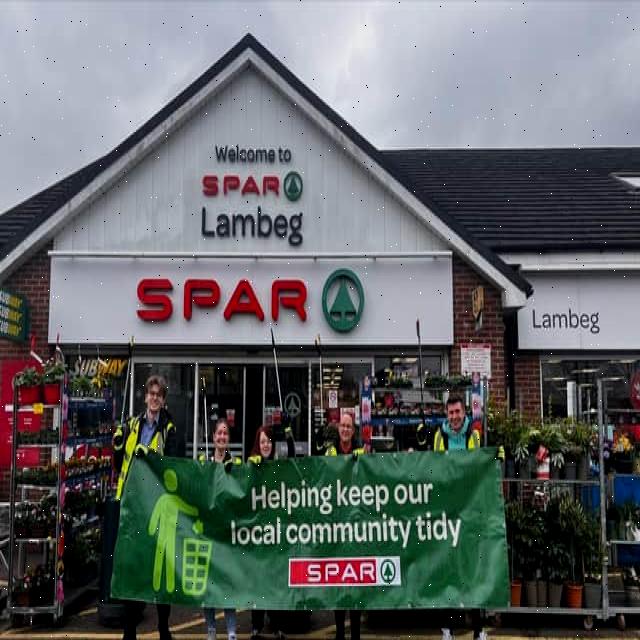 Welcome to
SPAR
Lambeg
SPAR
Lambeg
SUBWAY
Helping keep our
local community tidy
SPAR